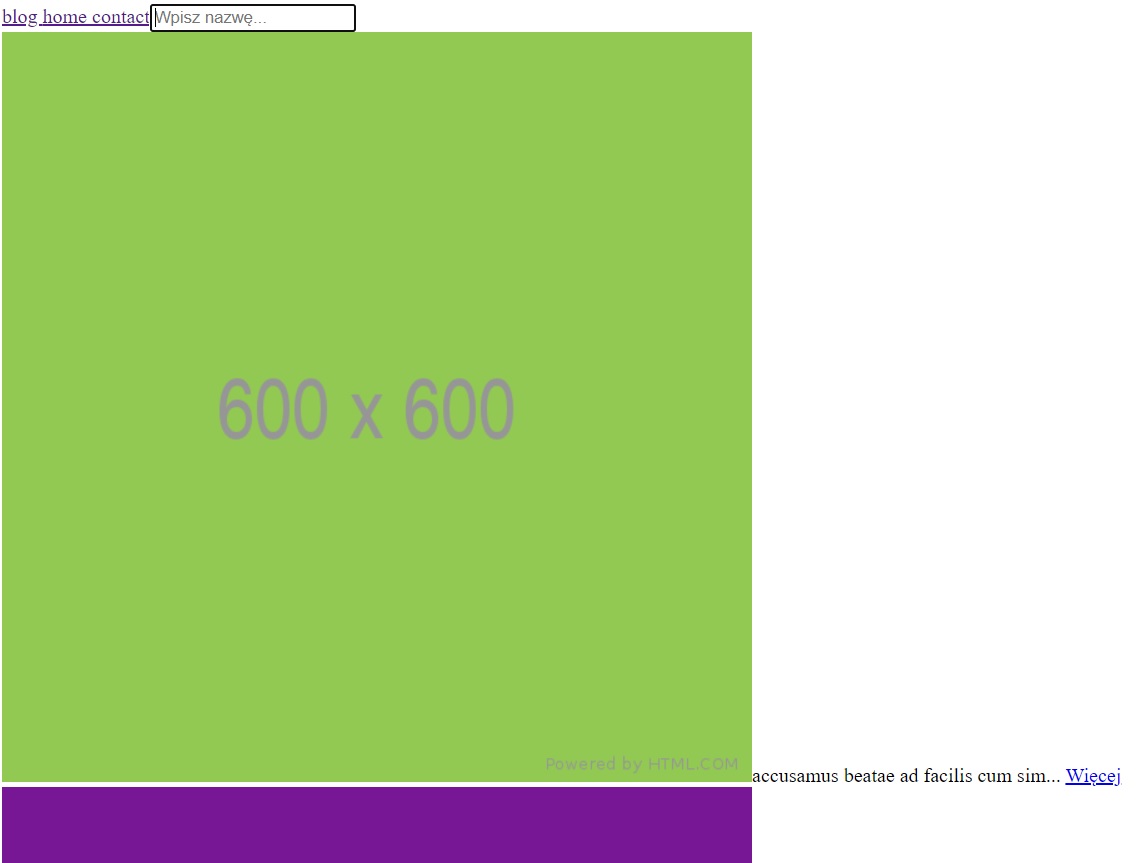 blog home contact Wpisz nazwę...
600 x 600
Powered by HTML.COM
accusamus beatae ad facilis cum sim... Więcej